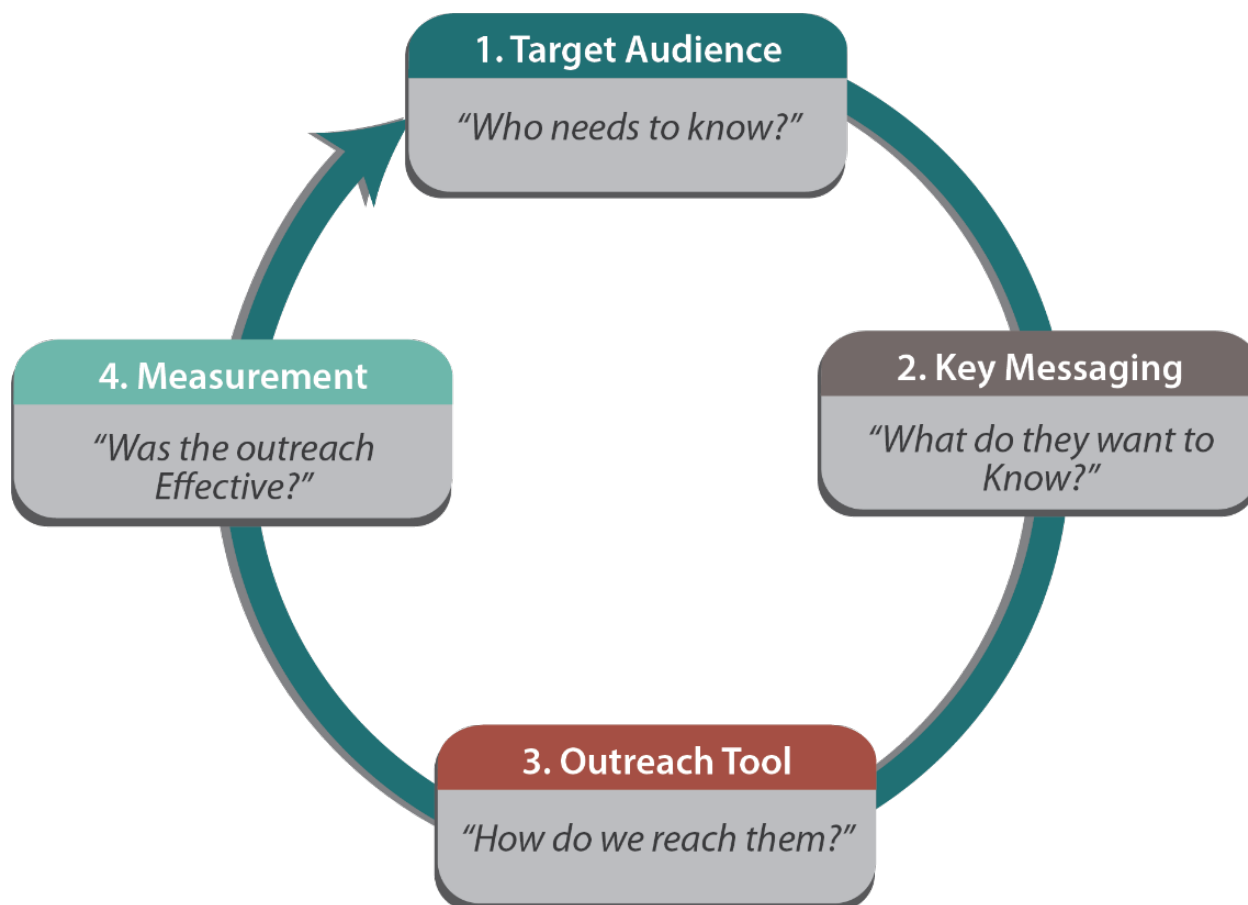 1. Target Audience
“Who needs to know?”
2. Key Messaging
“What do they want to
Know?”
3. Outreach Tool
“How do we reach them?”
4. Measurement
“Was the outreach
Effective?”